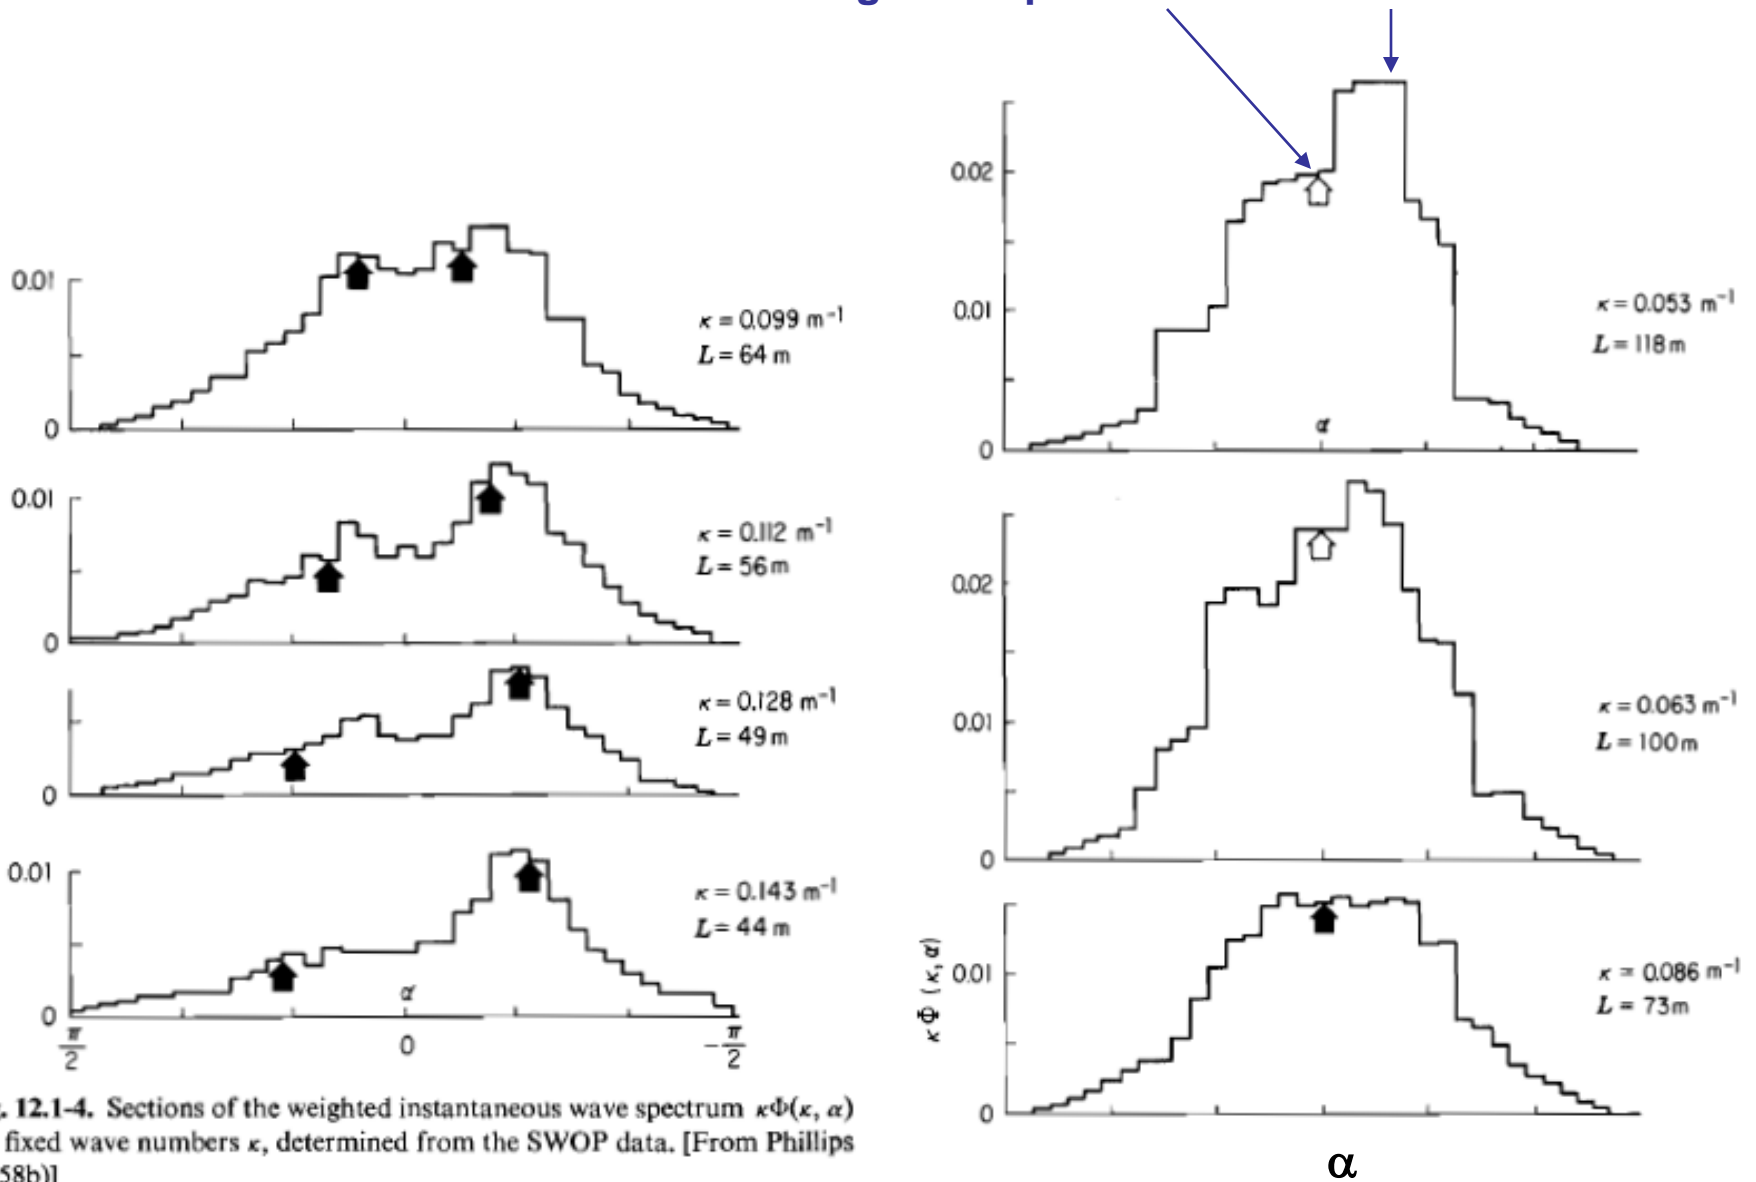 0.01
0
κ = 0.099 m⁻¹
L = 64 m
0.01
0
κ = 0.112 m⁻¹
L = 56 m
0
κ = 0.128 m⁻¹
L = 49 m
0.01
0
κ = 0.143 m⁻¹
L = 44 m
α
π/2
0
−π/2
12.1-4. Sections of the weighted instantaneous wave spectrum κΦ(κ, α)
fixed wave numbers κ, determined from the SWOP data. [From Phillips
58b)]
0.02
0.01
0
κ = 0.053 m⁻¹
L = 118 m
α
0.02
0.01
0
κ = 0.063 m⁻¹
L = 100 m
κ Φ (κ, α)
0.01
0
κ = 0.086 m⁻¹
L = 73 m
α